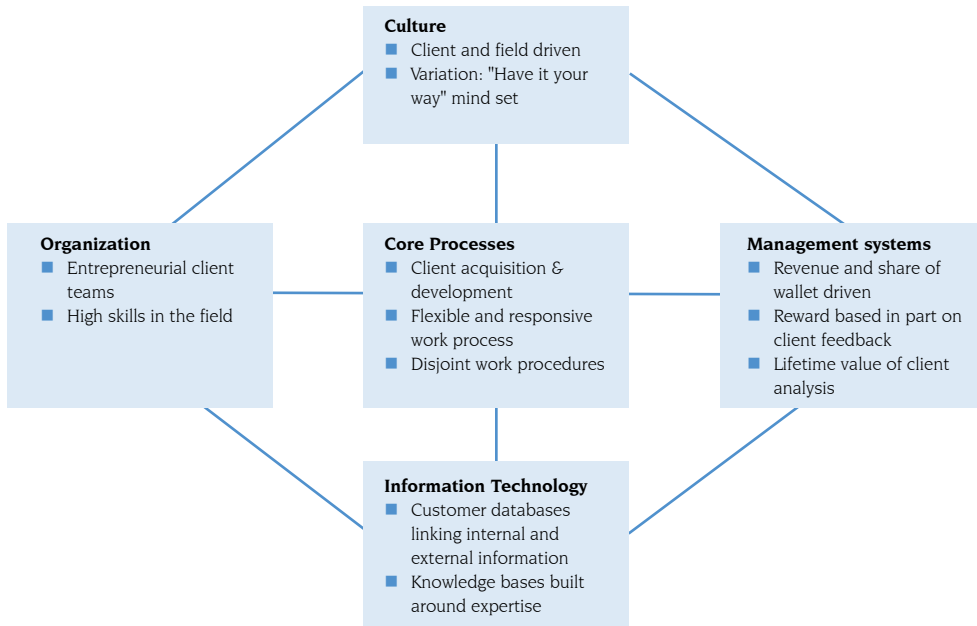 Culture
Client and field driven
Variation: "Have it your
way" mind set
Organization
Entrepreneurial client
teams
High skills in the field
Core Processes
Client acquisition &
development
Flexible and responsive
work process
Disjoint work procedures
Management systems
Revenue and share of
wallet driven
Reward based in part on
client feedback
Lifetime value of client
analysis
Information Technology
Customer databases
linking internal and
external information
Knowledge bases built
around expertise